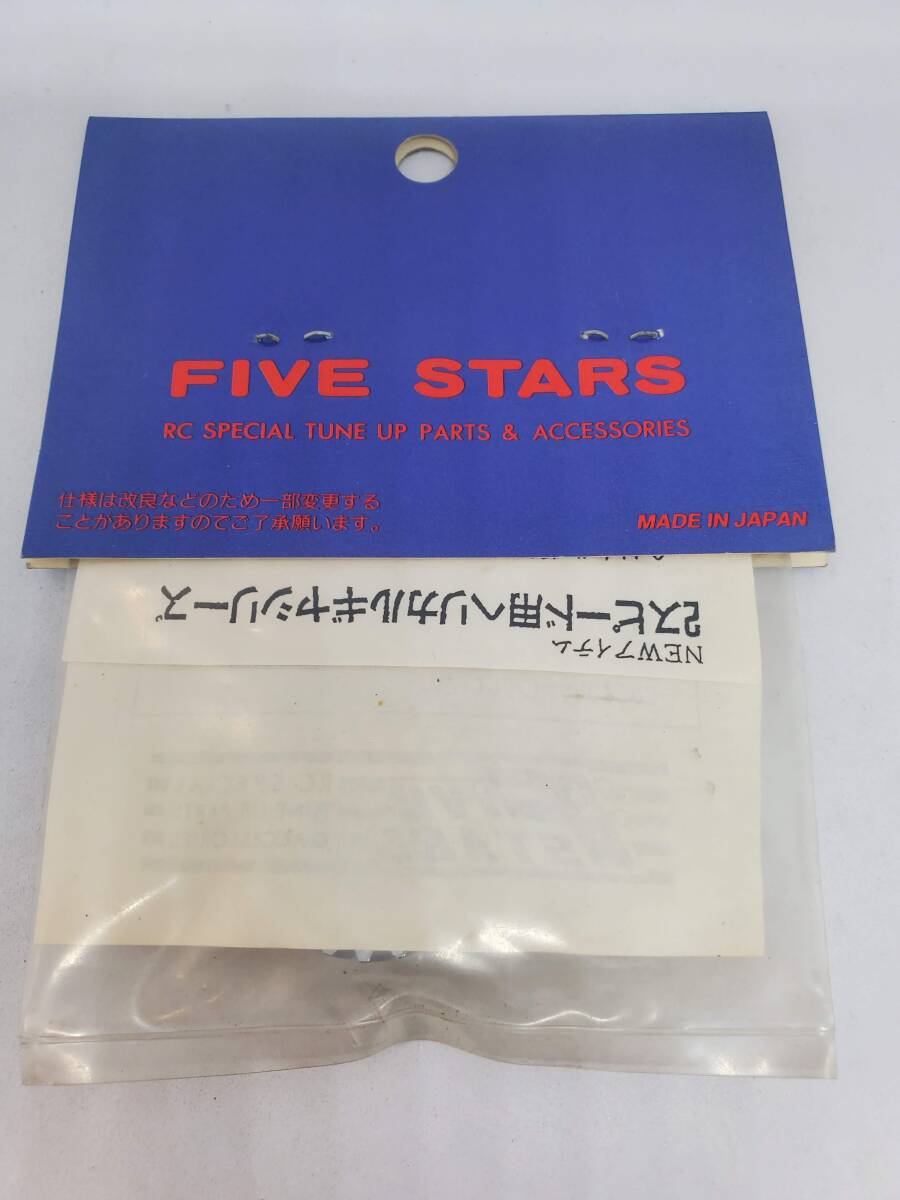 FIVE STARS
RC SPECIAL TUNE UP PARTS & ACCESSORIES
仕様は改良などのため一部変更する
ことがありますのでご了承願います。
MADE IN JAPAN
NEWアイテム
2スピード用ヘリカルギヤシリーズ
RC SPECIAL